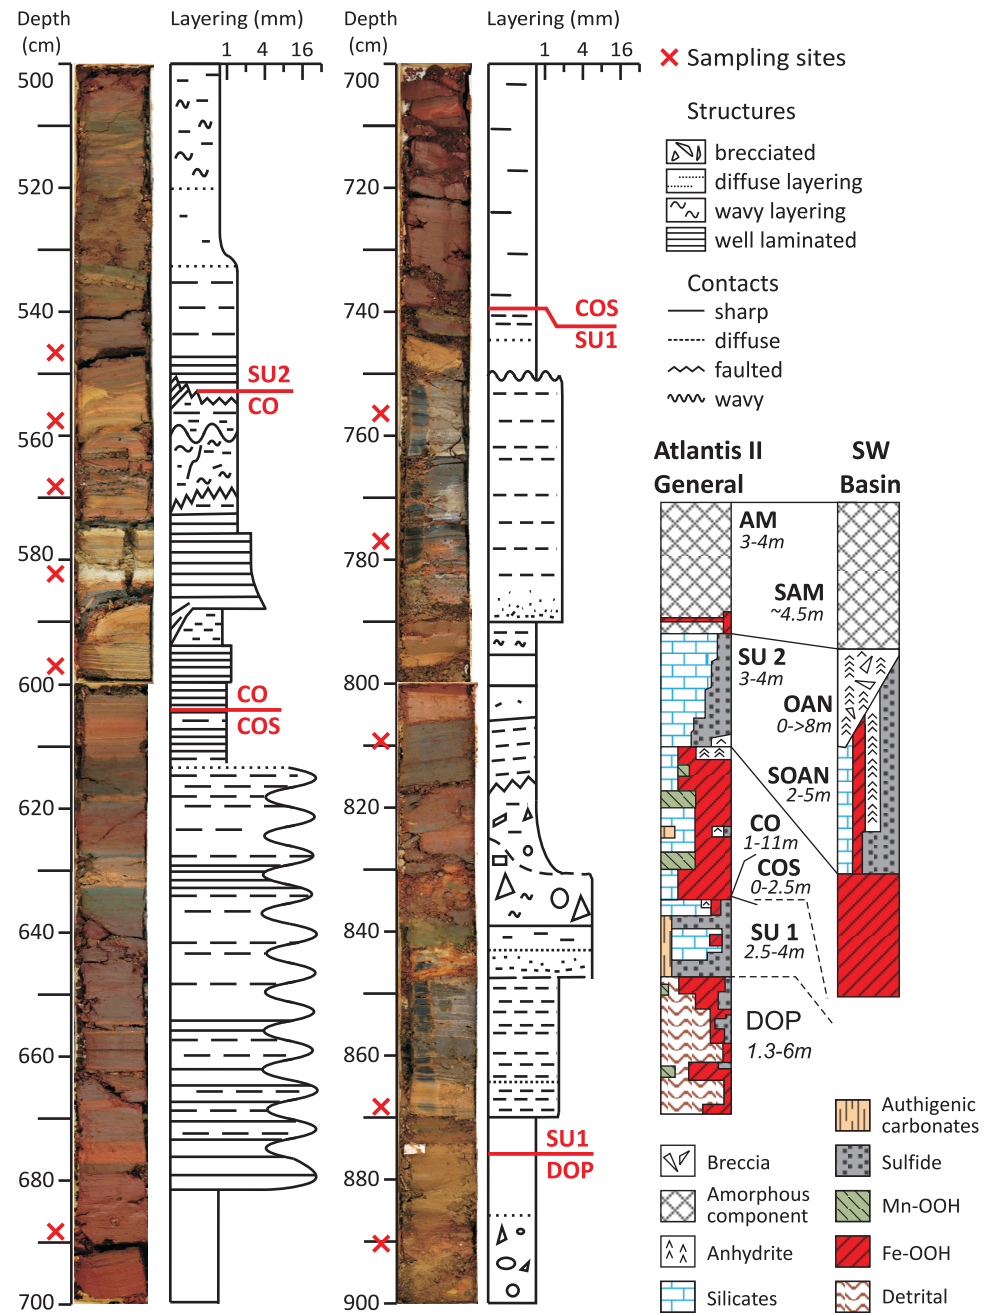 Depth
(cm)
Layering (mm)
1 4 16
500
520
540
560
580
600
620
640
660
680
700
SU2
CO
CO
COS
Depth
(cm)
Layering (mm)
1 4 16
700
720
740
760
780
800
820
840
860
880
900
COS
SU1
SU1
DOP
Sampling sites
Structures
brecciated
diffuse layering
wavy layering
well laminated
Contacts
sharp
diffuse
faulted
wavy
Atlantis II
General
SW
Basin
AM
3-4m
SAM
~4.5m
SU 2
3-4m
OAN
0->8m
SOAN
2-5m
CO
1-11m
COS
0-2.5m
SU 1
2.5-4m
DOP
1.3-6m
Authigenic
carbonates
Breccia
Sulfide
Amorphous
component
Mn-OOH
Anhydrite
Fe-OOH
Silicates
Detrital